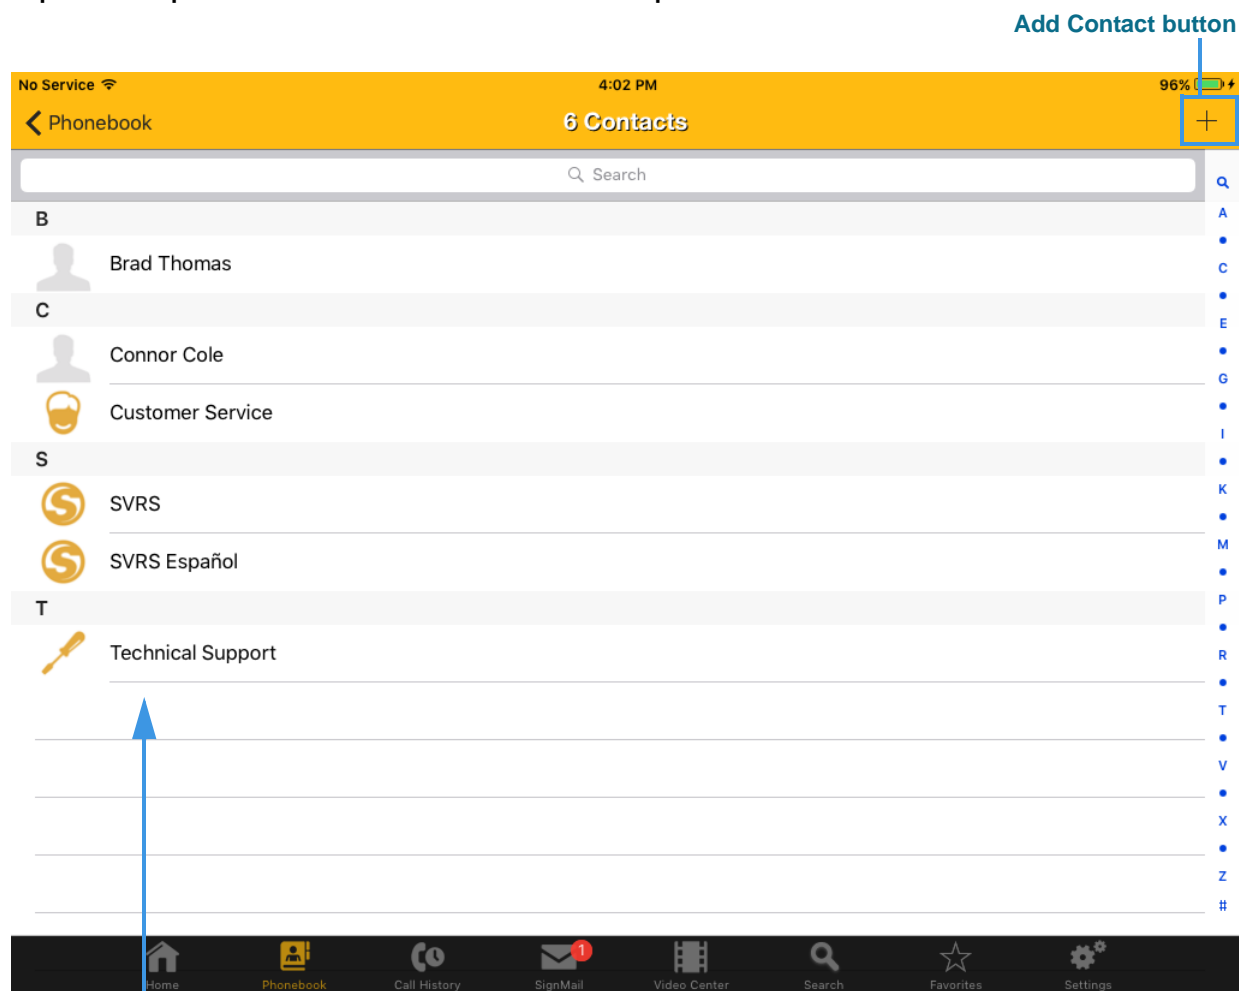 Add Contact button
No Service 4:02 PM 96%
Phonebook 6 Contacts +
Search
B
Brad Thomas
C
Connor Cole
Customer Service
S
SVRS
SVRS Español
T
Technical Support
A
C
E
G
I
K
M
P
R
T
V
X
Z
#
1
Home Phonebook Call History SignMail Video Center Search Favorites Settings